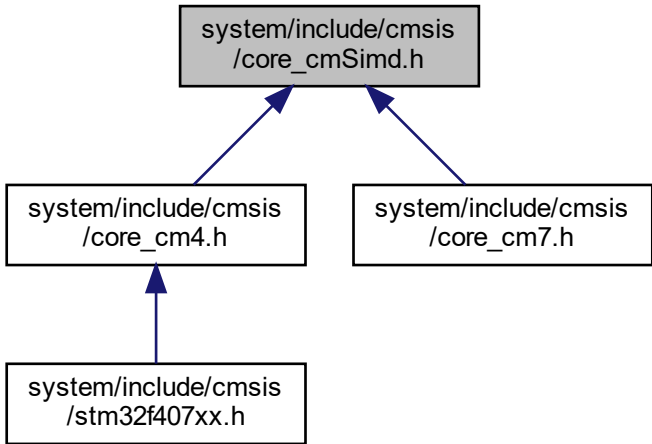 system/include/cmsis
/core_cmSimd.h
system/include/cmsis
/core_cm4.h
system/include/cmsis
/core_cm7.h
system/include/cmsis
/stm32f407xx.h